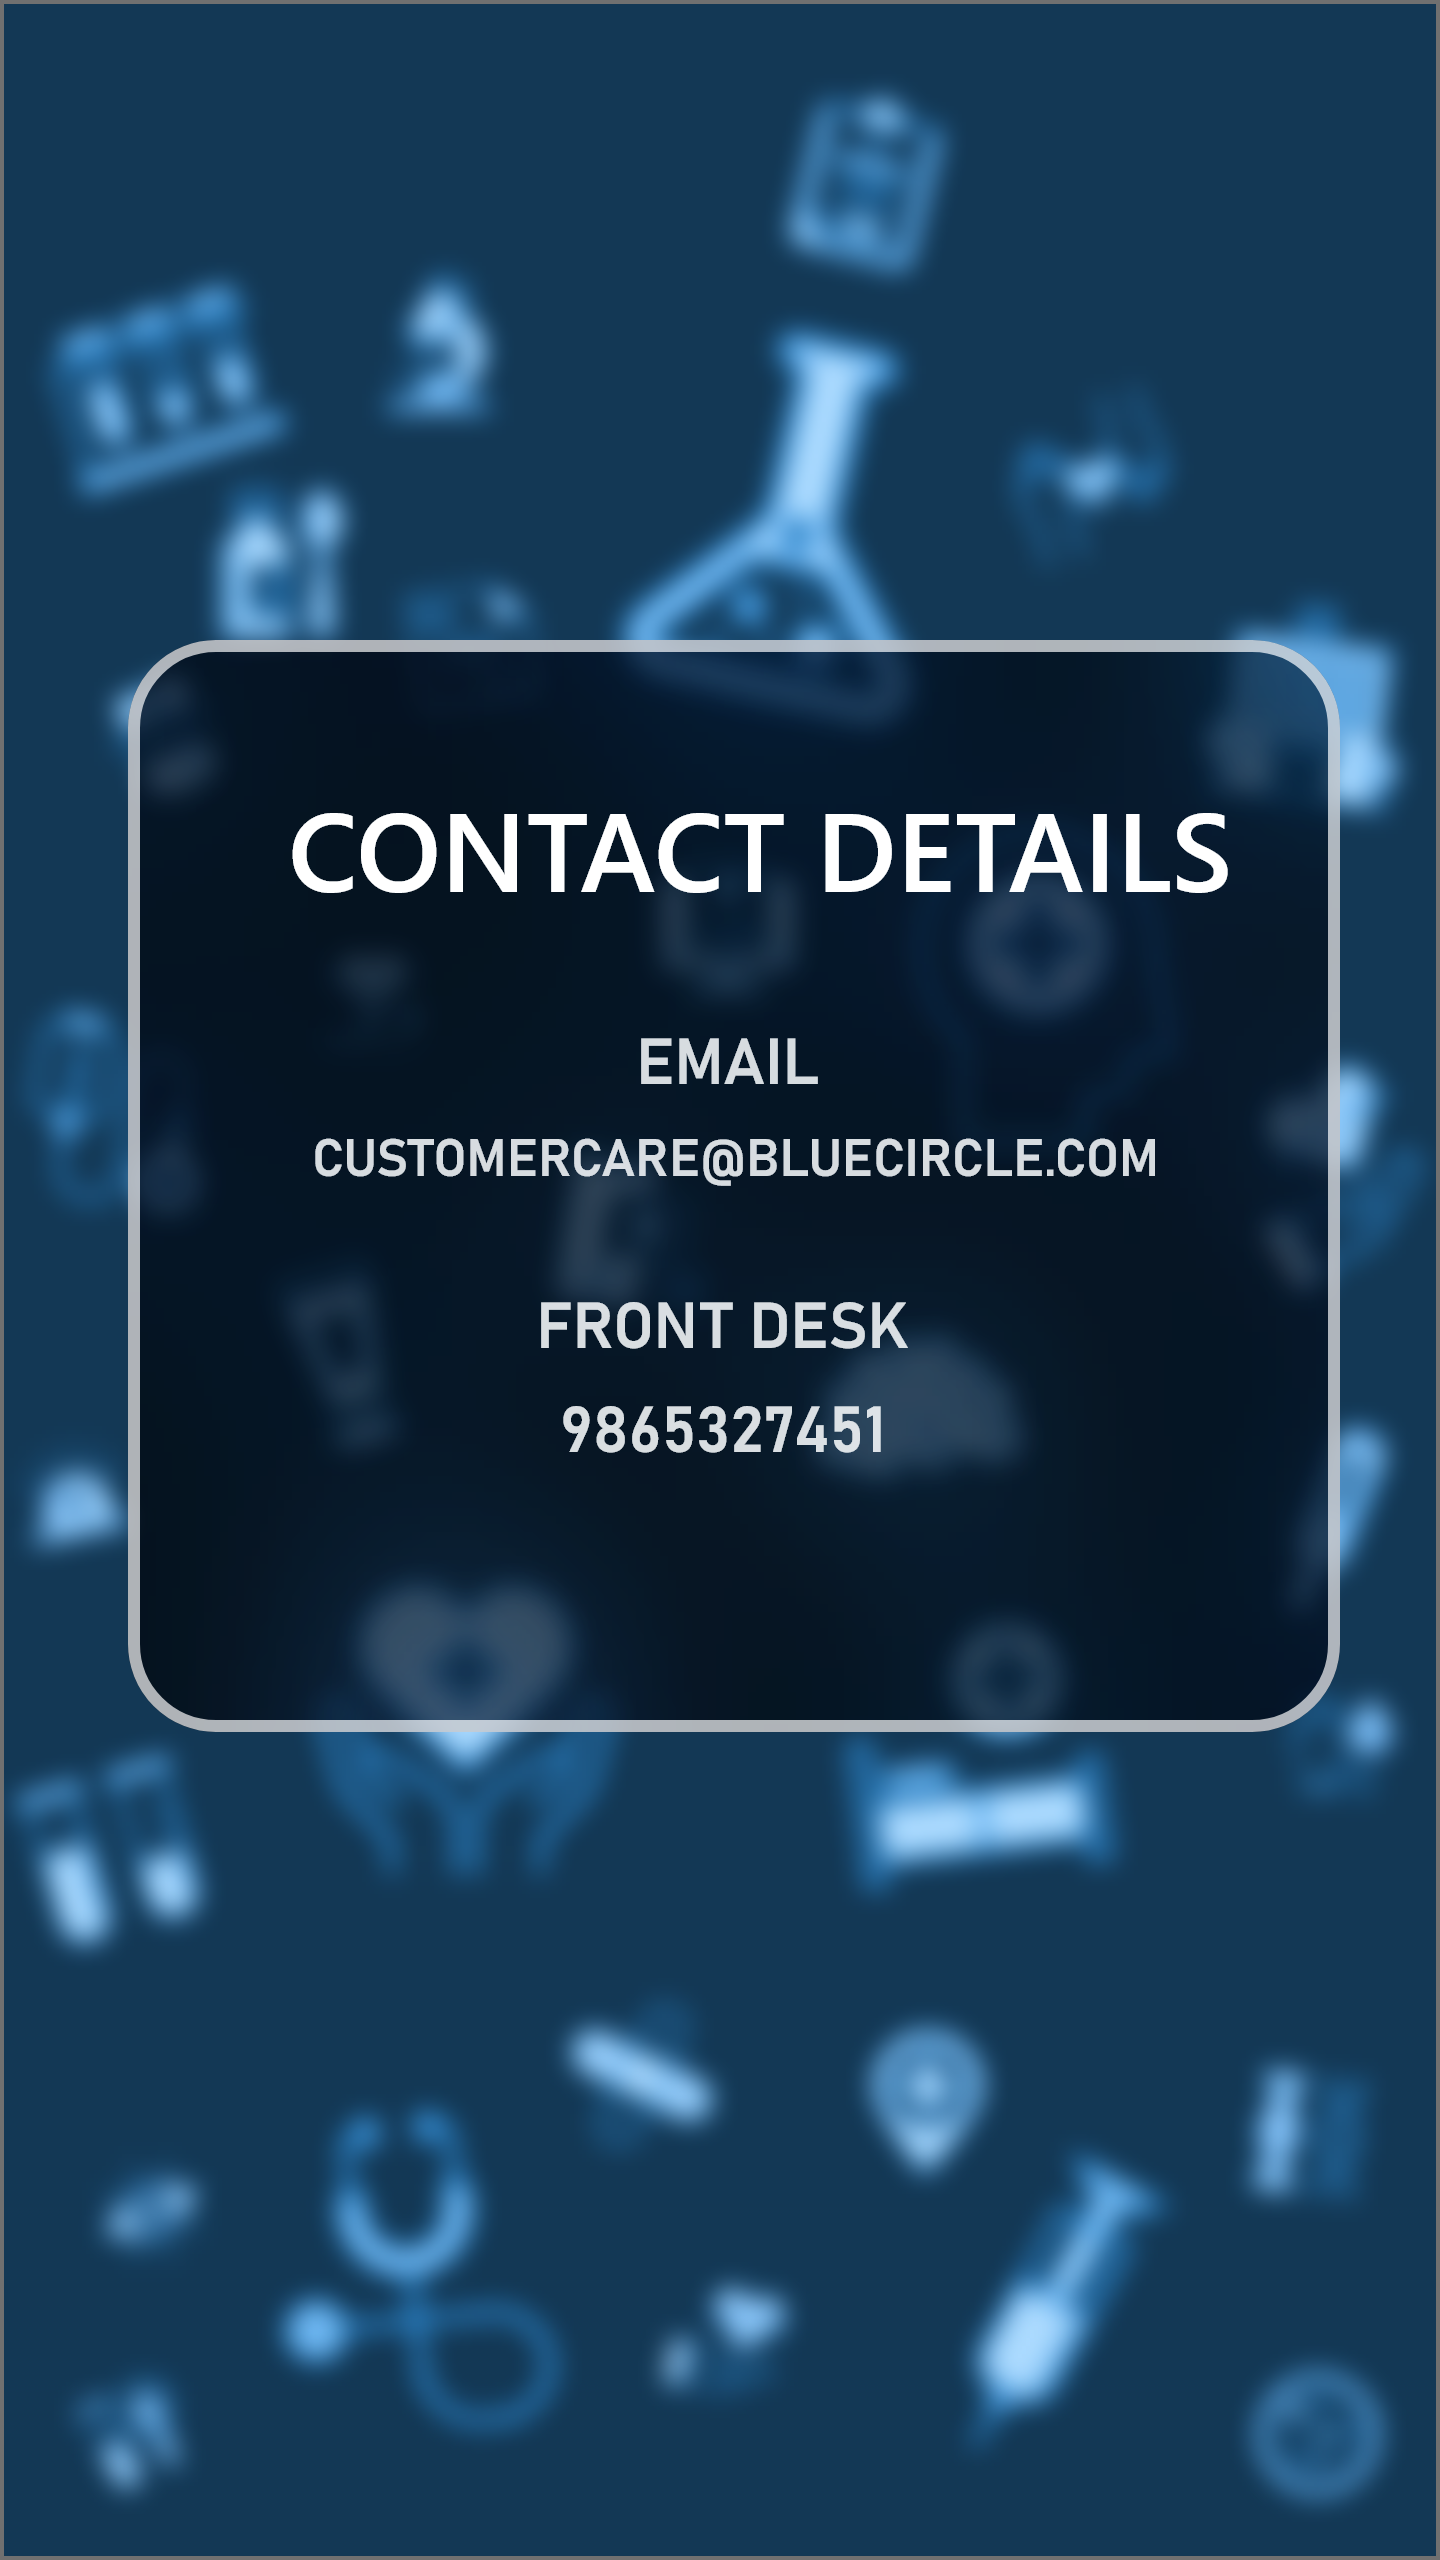 CONTACT DETAILS
EMAIL
CUSTOMERCARE@BLUECIRCLE.COM
FRONT DESK
9865327451